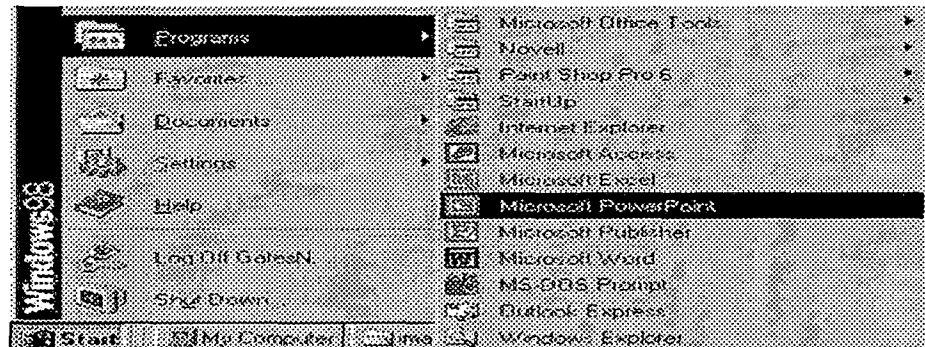 Windows98
Programs
Favorites
Documents
Settings
Help
Log Off GatesN...
Shut Down...
Start
My Computer
Microsoft Office Tools
Novell
Paint Shop Pro 6
StartUp
Internet Explorer
Microsoft Access
Microsoft Excel
Microsoft PowerPoint
Microsoft Publisher
Microsoft Word
MS-DOS Prompt
Outlook Express
Windows Explorer